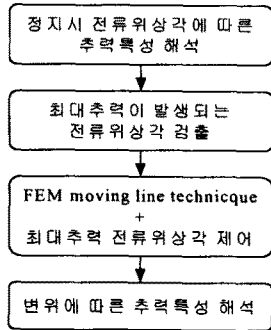 정지시 전류위상각에 따른
추력특성 해석
최대추력이 발생되는
전류위상각 검출
FEM moving line technicque
+
최대추력 전류위상각 제어
변위에 따른 추력특성 해석